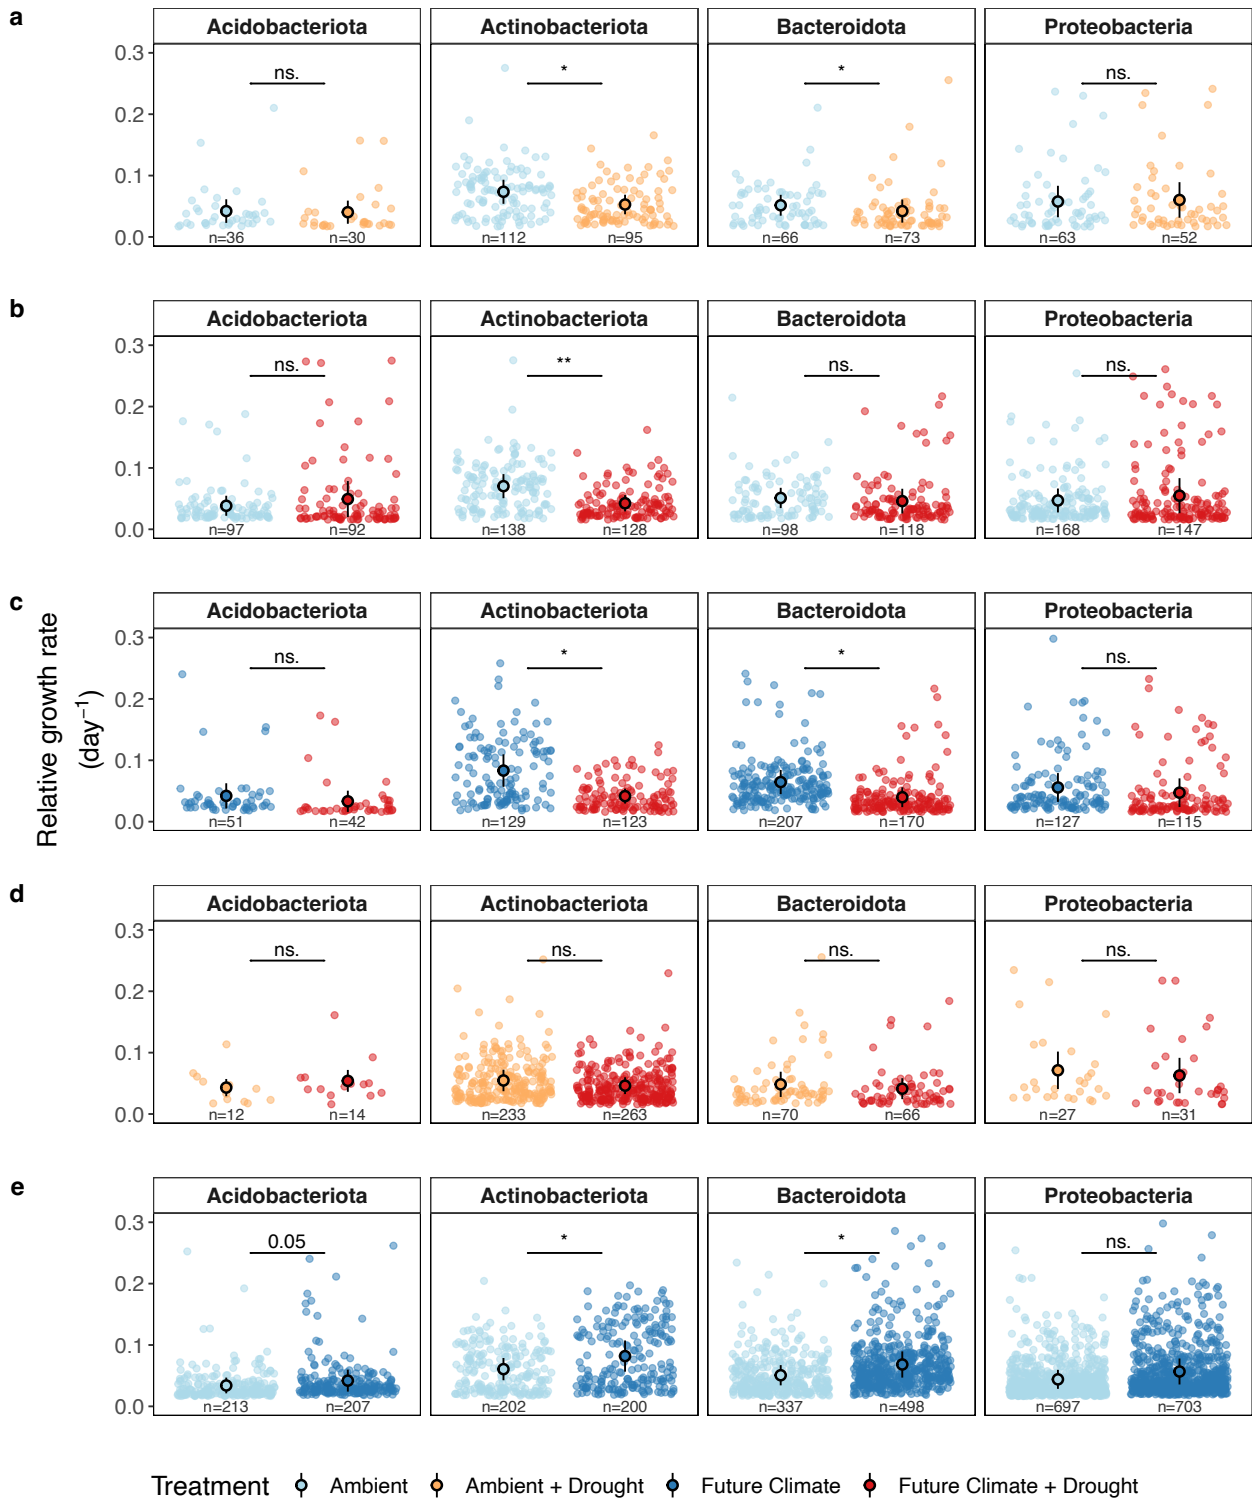 a
Acidobacteriota Actinobacteriota Bacteroidota Proteobacteria
0.3
ns. * * ns.
0.2
0.1
0.0
n=36 n=30 n=112 n=95 n=66 n=73 n=63 n=52
b
Acidobacteriota Actinobacteriota Bacteroidota Proteobacteria
0.3
ns. ** ns. ns.
0.2
0.1
0.0
n=97 n=92 n=138 n=128 n=98 n=118 n=168 n=147
c
Acidobacteriota Actinobacteriota Bacteroidota Proteobacteria
0.3
ns. * * ns.
0.2
0.1
0.0
n=51 n=42 n=129 n=123 n=207 n=170 n=127 n=115
Relative growth rate
(day⁻¹)
d
Acidobacteriota Actinobacteriota Bacteroidota Proteobacteria
0.3
ns. ns. ns. ns.
0.2
0.1
0.0
n=12 n=14 n=233 n=263 n=70 n=66 n=27 n=31
e
Acidobacteriota Actinobacteriota Bacteroidota Proteobacteria
0.3
0.05 * * ns.
0.2
0.1
0.0
n=213 n=207 n=202 n=200 n=337 n=498 n=697 n=703
Treatment Ambient Ambient + Drought Future Climate Future Climate + Drought